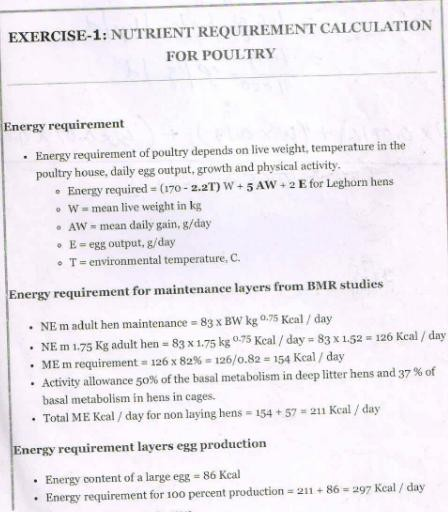 EXERCISE-1: NUTRIENT REQUIREMENT CALCULATION
FOR POULTRY
Energy requirement
• Energy requirement of poultry depends on live weight, temperature in the
poultry house, daily egg output, growth and physical activity.
◦ Energy required = (170 - 2.2T) W + 5 AW + 2 E for Leghorn hens
◦ W = mean live weight in kg
◦ AW = mean daily gain, g/day
◦ E = egg output, g/day
◦ T = environmental temperature, C.
Energy requirement for maintenance layers from BMR studies
• NE m adult hen maintenance = 83 x BW kg 0.75 Kcal / day
• NE m 1.75 Kg adult hen = 83 x 1.75 kg 0.75 Kcal / day = 83 x 1.52 = 126 Kcal / day
• ME m requirement = 126 x 82% = 126/0.82 = 154 Kcal / day
• Activity allowance 50% of the basal metabolism in deep litter hens and 37 % of
basal metabolism in hens in cages.
• Total ME Kcal / day for non laying hens = 154 + 57 = 211 Kcal / day
Energy requirement layers egg production
• Energy content of a large egg = 86 Kcal
• Energy requirement for 100 percent production = 211 + 86 = 297 Kcal / day